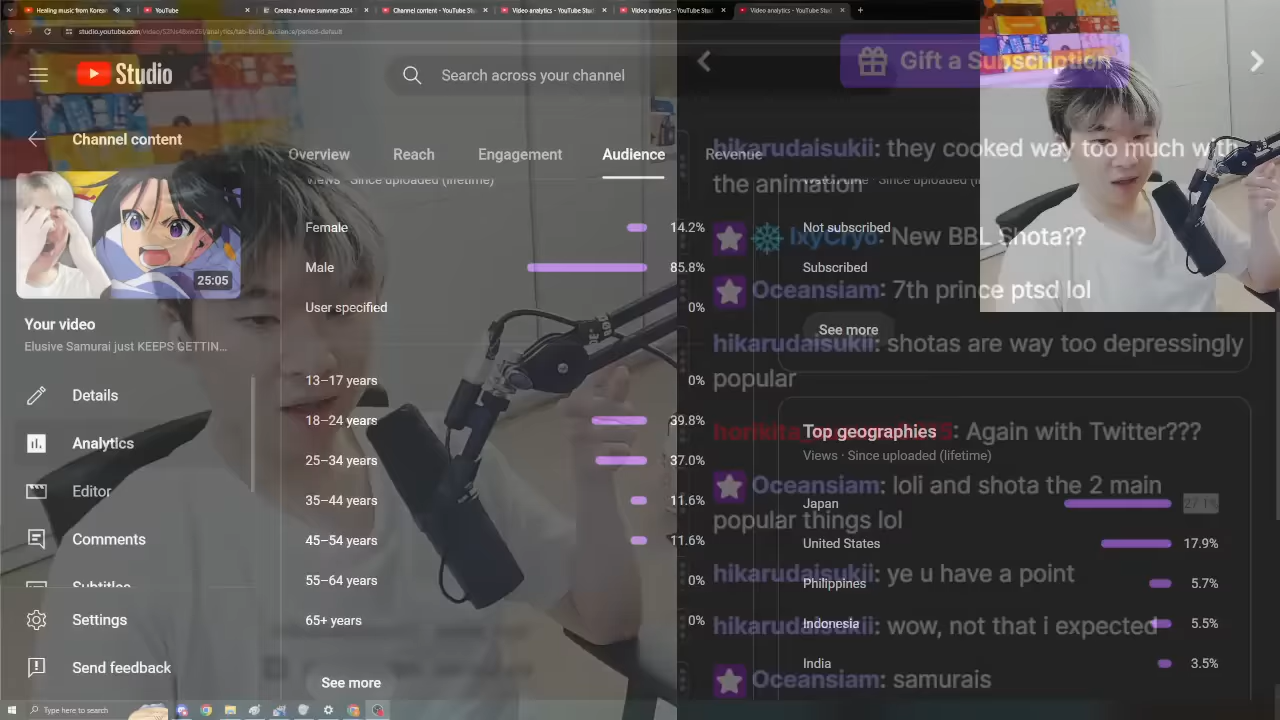 Healing music from Korean
YouTube
Create a Anime summer 2024
Channel content - YouTube Stu
Video analytics - YouTube Stu
Video analytics - YouTube Stu
Video analytics - YouTube Stud
Studio
Search across your channel
Gift a Subscription
Channel content
Overview
Reach
Engagement
Audience
Revenue
hikarudaisukii: they cooked way too much with
the animation
Views · Since uploaded (lifetime)
Female
14.2%
Not subscribed
IxyCryo: New BBL Shota??
Male
85.8%
Subscribed
25:05
Oceansiam: 7th prince ptsd lol
User specified
0%
See more
Your video
Elusive Samurai just KEEPS GETTIN...
hikarudaisukii: shotas are way too depressingly
popular
13–17 years
0%
Details
18–24 years
39.8%
Top geographies
: Again with Twitter???
Analytics
Views · Since uploaded (lifetime)
25–34 years
37.0%
Oceansiam: loli and shota the 2 main
popular things lol
Editor
35–44 years
11.6%
Japan
27.1%
Comments
45–54 years
11.6%
United States
17.9%
hikarudaisukii: ye u have a point
55–64 years
0%
Philippines
5.7%
Subtitles
Settings
65+ years
0%
hikarudaisukii: wow, not that i expected
Indonesia
5.5%
Send feedback
See more
India
3.5%
Oceansiam: samurais
Type here to search